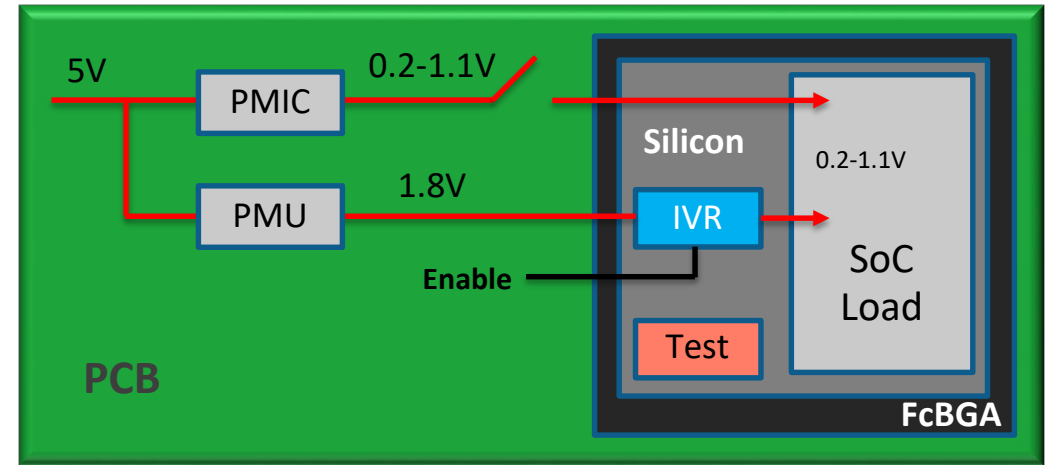 5V
PMIC
0.2-1.1V
PMU
1.8V
Enable
Silicon
IVR
Test
0.2-1.1V
SoC
Load
PCB
FcBGA